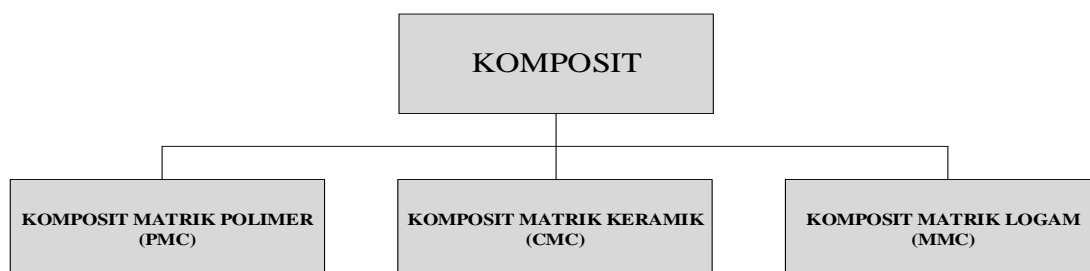 KOMPOSIT
KOMPOSIT MATRIK POLIMER
(PMC)
KOMPOSIT MATRIK KERAMIK
(CMC)
KOMPOSIT MATRIK LOGAM
(MMC)